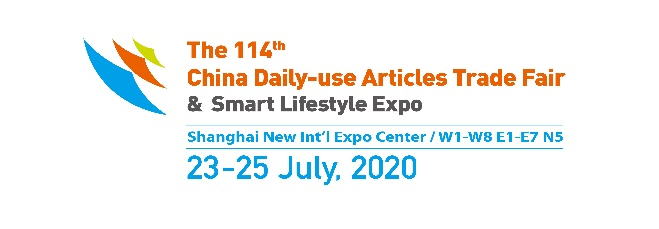 The 114th
China Daily-use Articles Trade Fair
& Smart Lifestyle Expo
Shanghai New Int'l Expo Center / W1-W8 E1-E7 N5
23-25 July, 2020